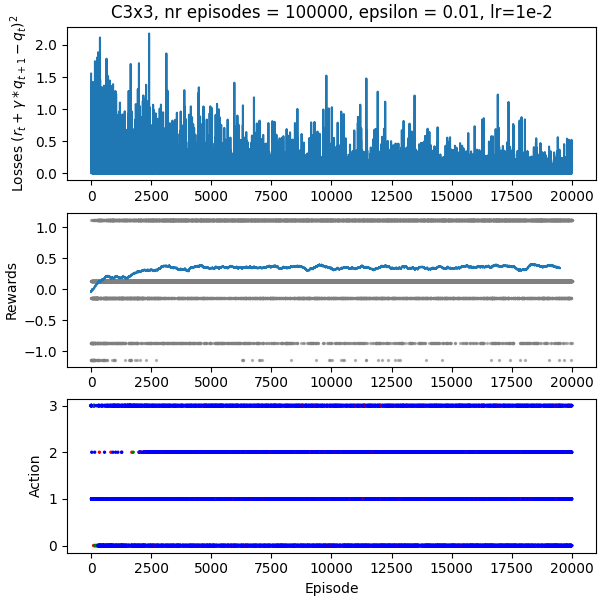 C3x3, nr episodes = 100000, epsilon = 0.01, lr=1e-2
Losses $(r_t + \gamma * q_{t+1} - q_t)^2$
2.0
1.5
1.0
0.5
0.0
0 2500 5000 7500 10000 12500 15000 17500 20000
Rewards
1.0
0.5
0.0
−0.5
−1.0
0 2500 5000 7500 10000 12500 15000 17500 20000
Action
3
2
1
0
0 2500 5000 7500 10000 12500 15000 17500 20000
Episode